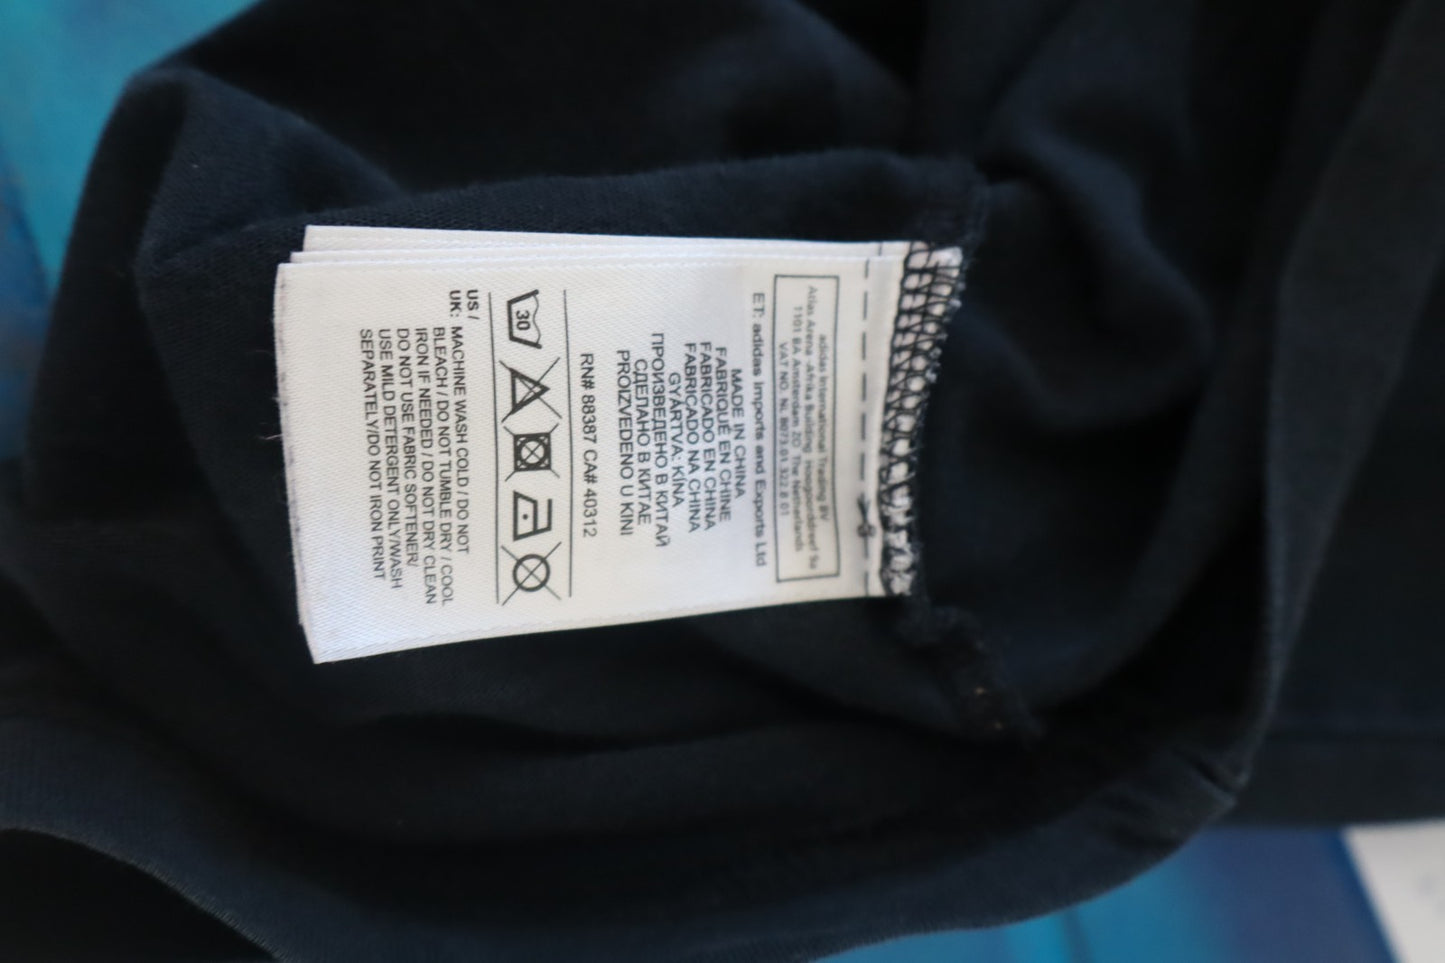 adidas International Trading BV
Atlas Arena -Afrika Building Hoogoorddreef 9a
1101 BA Amsterdam ZO The Netherlands
VAT NO. NL 8073.01.322.B.01
ET: adidas Imports and Exports Ltd
MADE IN CHINA
FABRIQUÉ EN CHINE
FABRICADO EN CHINA
FABRICADO NA CHINA
GYÁRTVA: KÍNA
ПРОИЗВЕДЕНО В КИТАЙ
СДЕЛАНО В КИТАЕ
PROIZVEDENO U KINI
RN# 88387 CA# 40312
30
US /
UK: MACHINE WASH COLD / DO NOT
BLEACH / DO NOT TUMBLE DRY / COOL
IRON IF NEEDED / DO NOT DRY CLEAN
DO NOT USE FABRIC SOFTENER/
USE MILD DETERGENT ONLY/WASH
SEPARATELY/DO NOT IRON PRINT